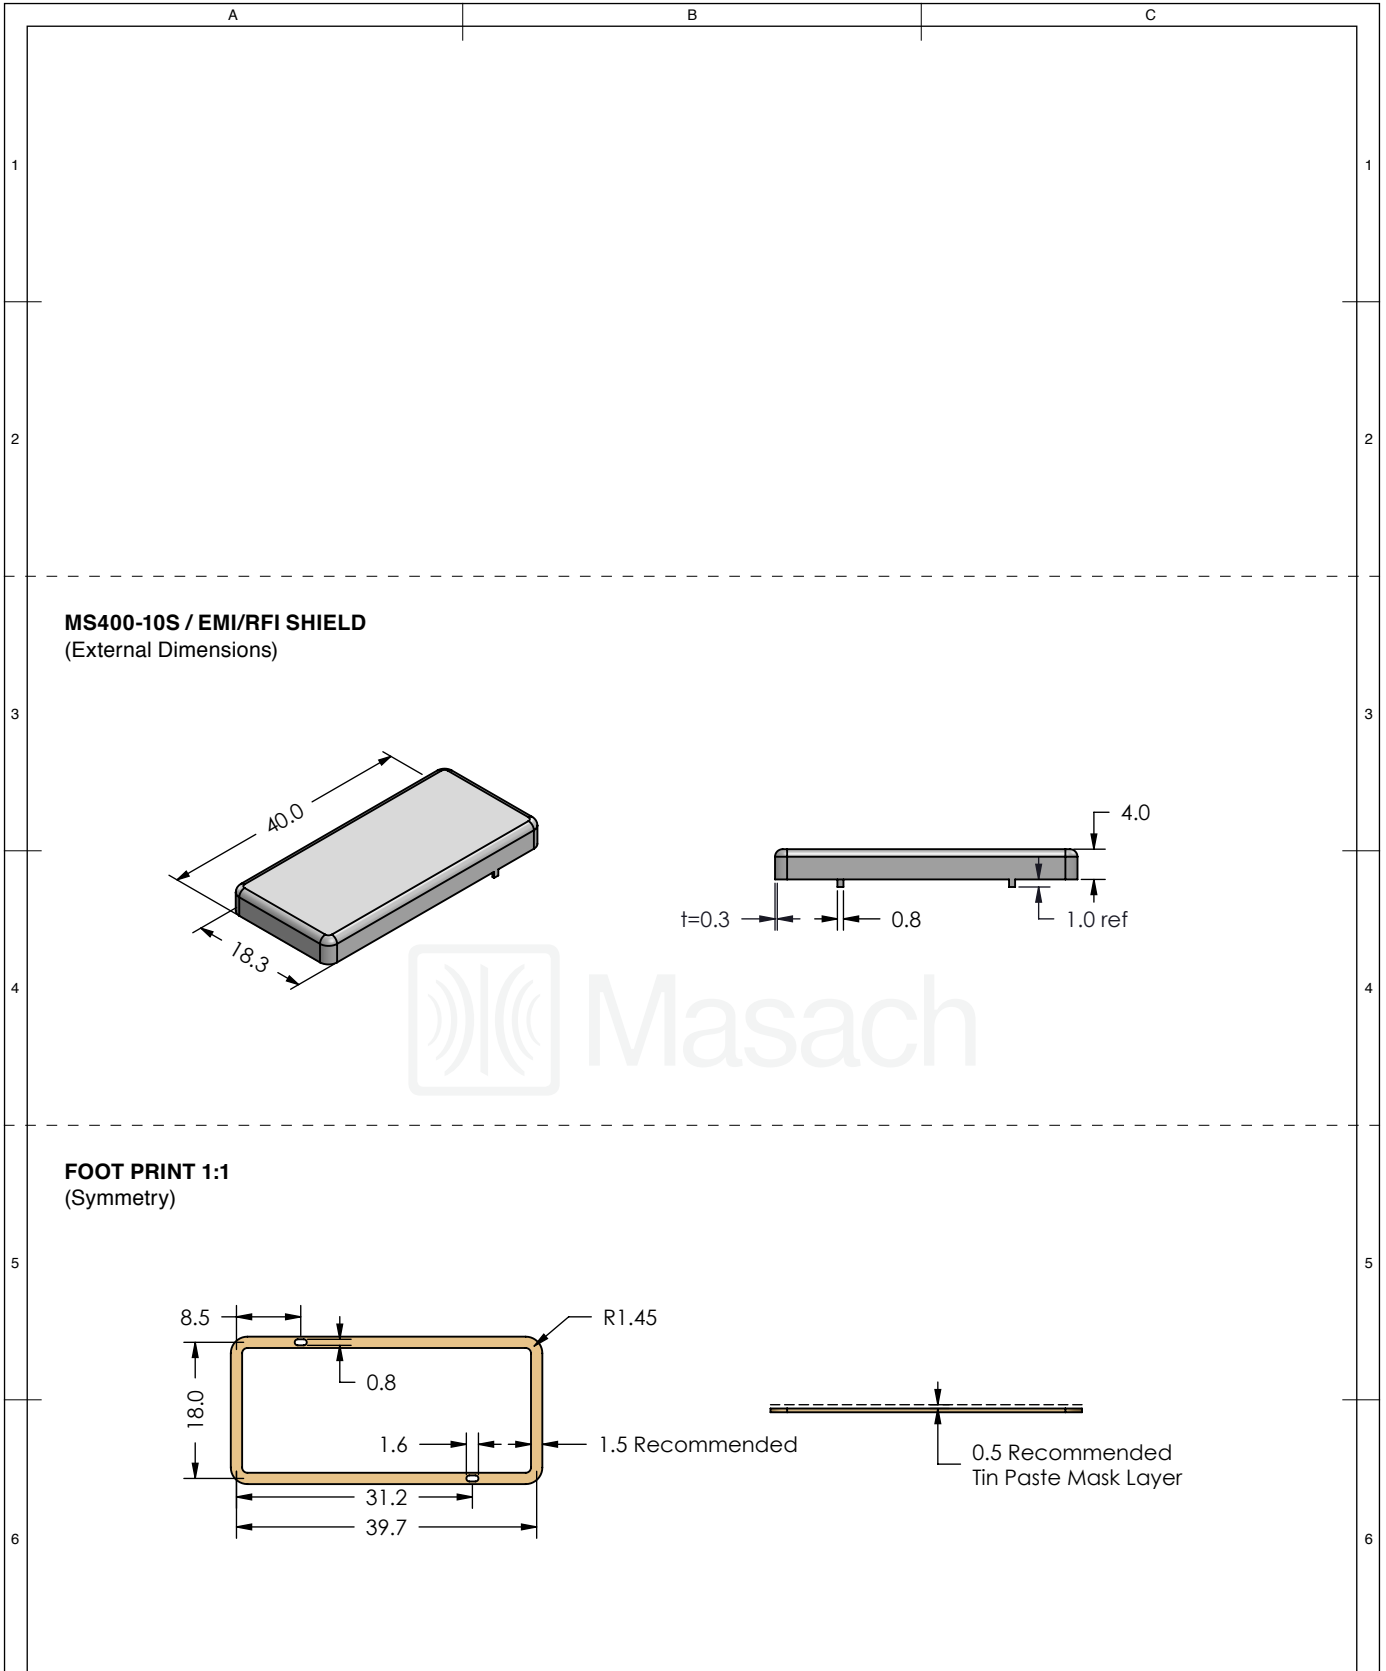 A B C
1 1
2 2
MS400-10S / EMI/RFI SHIELD
(External Dimensions)
3 3
40.0
18.3
4.0
t=0.3
0.8
1.0 ref
Masach
4 4
FOOT PRINT 1:1
(Symmetry)
5 5
8.5
R1.45
0.8
18.0
1.6
1.5 Recommended
31.2
39.7
0.5 Recommended
Tin Paste Mask Layer
6 6